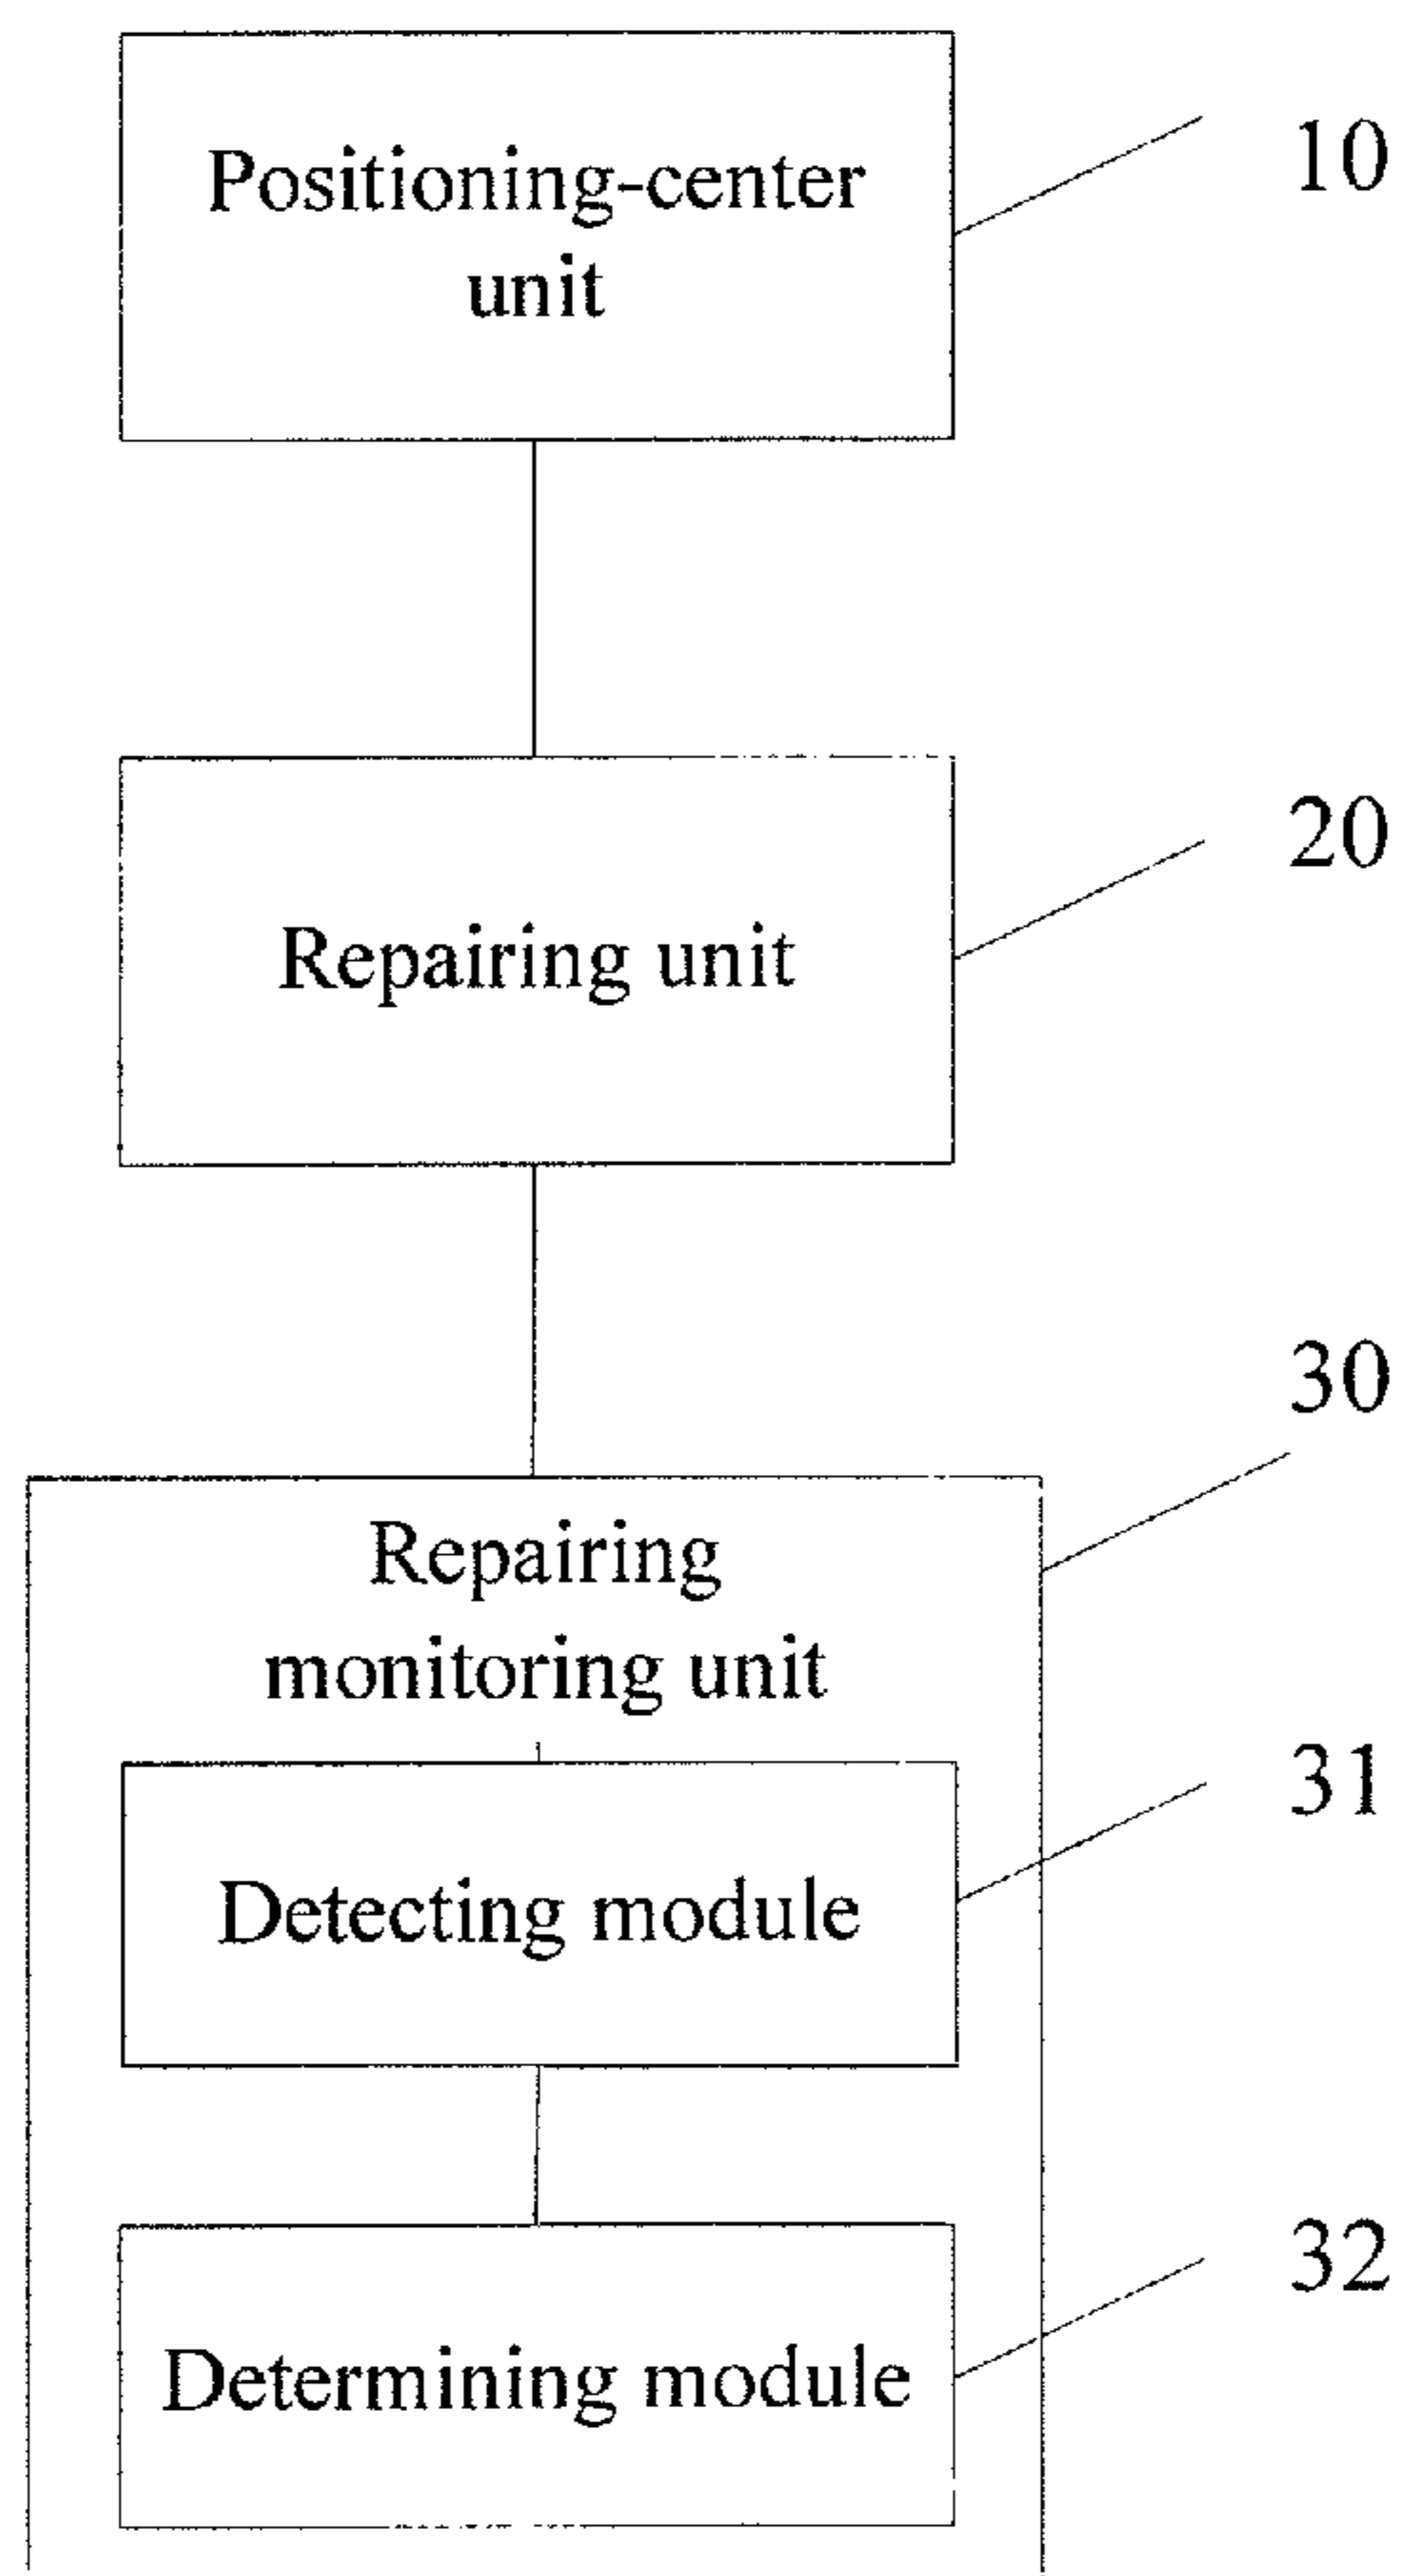 Positioning-center
unit
10
Repairing unit
20
30
Repairing
monitoring unit
Detecting module
31
Determining module
32